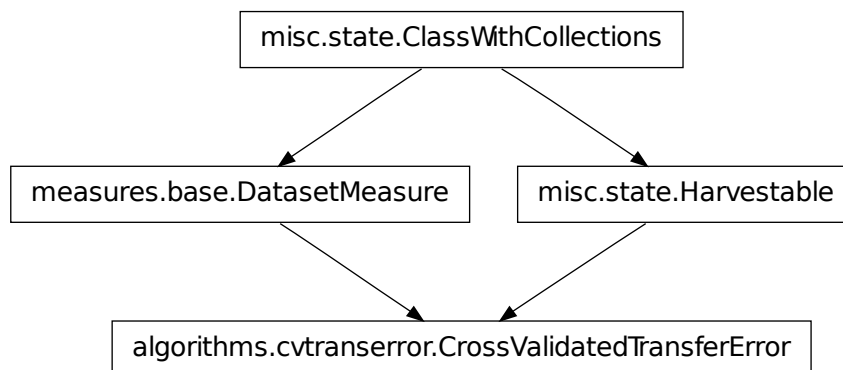 misc.state.ClassWithCollections
measures.base.DatasetMeasure
misc.state.Harvestable
algorithms.cvtranserror.CrossValidatedTransferError